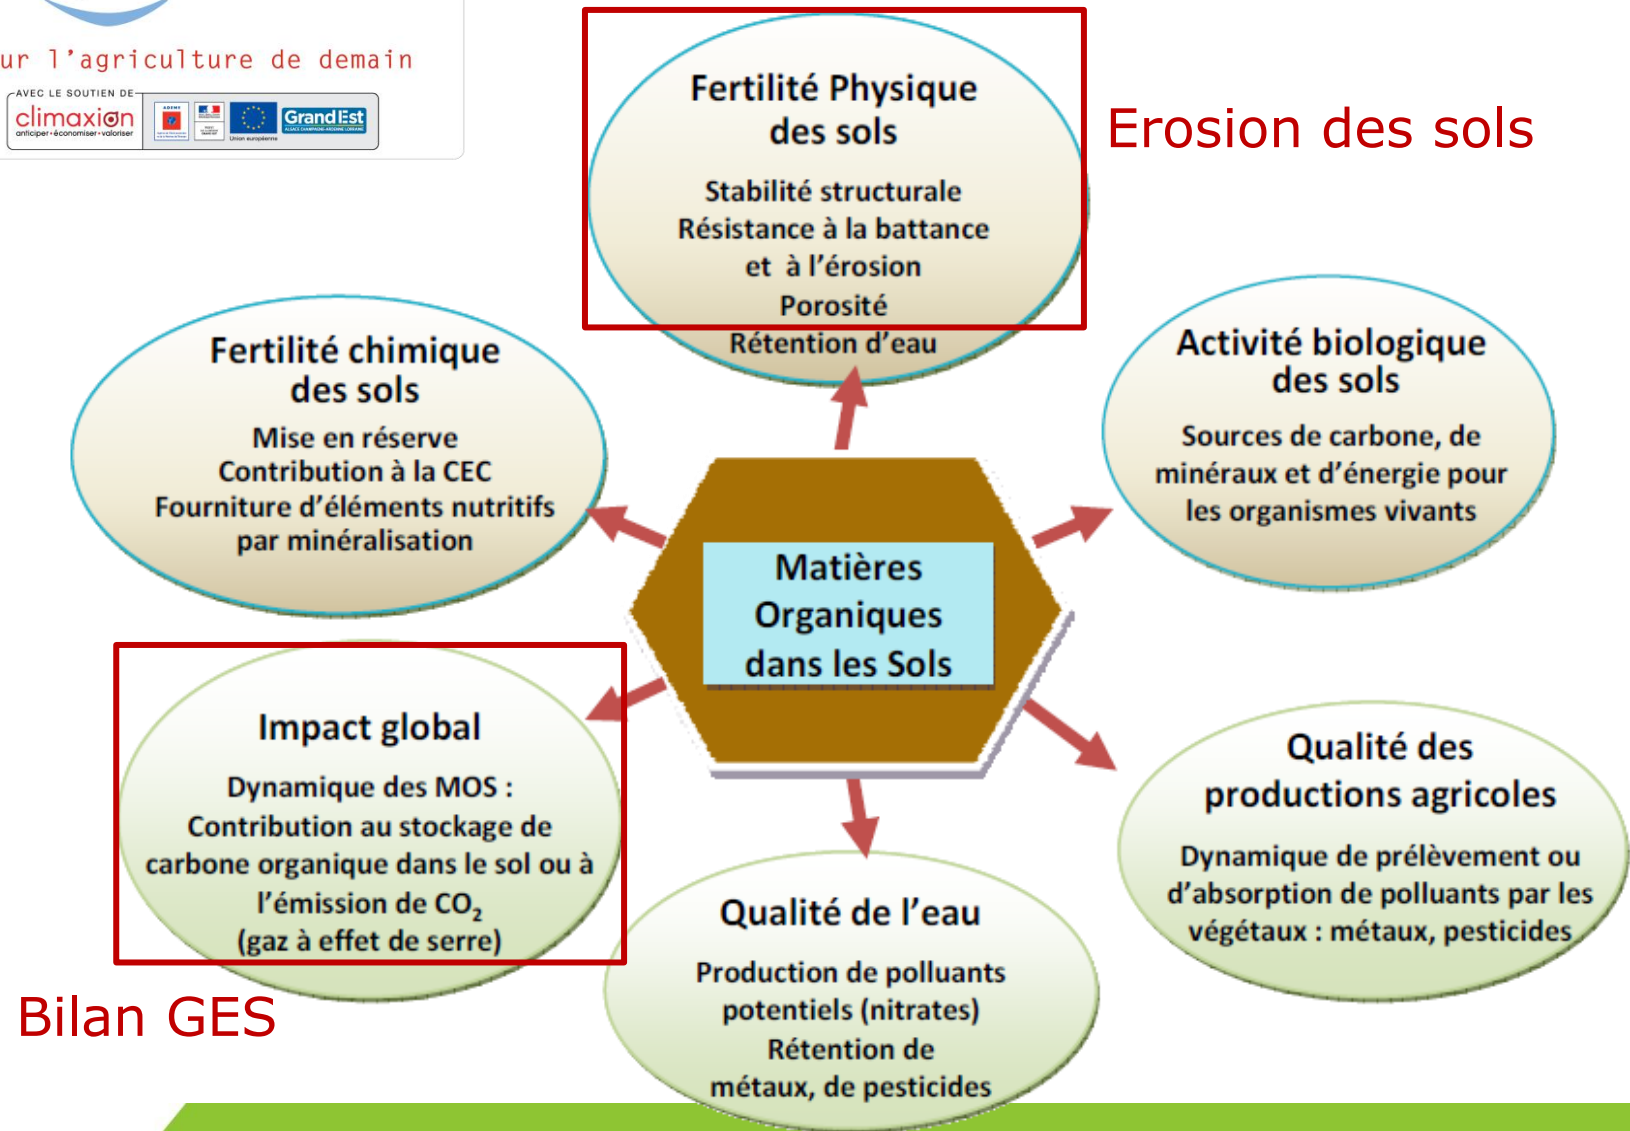 ur l'agriculture de demain
AVEC LE SOUTIEN DE
climaxion
anticiper • économiser • valoriser
ADEME
Union européenne
Grand Est
ALSACE CHAMPAGNE-ARDENNE LORRAINE
Fertilité Physique
des sols
Stabilité structurale
Résistance à la battance
et à l'érosion
Porosité
Rétention d'eau
Erosion des sols
Fertilité chimique
des sols
Mise en réserve
Contribution à la CEC
Fourniture d'éléments nutritifs
par minéralisation
Activité biologique
des sols
Sources de carbone, de
minéraux et d'énergie pour
les organismes vivants
Matières
Organiques
dans les Sols
Impact global
Dynamique des MOS :
Contribution au stockage de
carbone organique dans le sol ou à
l'émission de CO₂
(gaz à effet de serre)
Bilan GES
Qualité de l'eau
Production de polluants
potentiels (nitrates)
Rétention de
métaux, de pesticides
Qualité des
productions agricoles
Dynamique de prélèvement ou
d'absorption de polluants par les
végétaux : métaux, pesticides